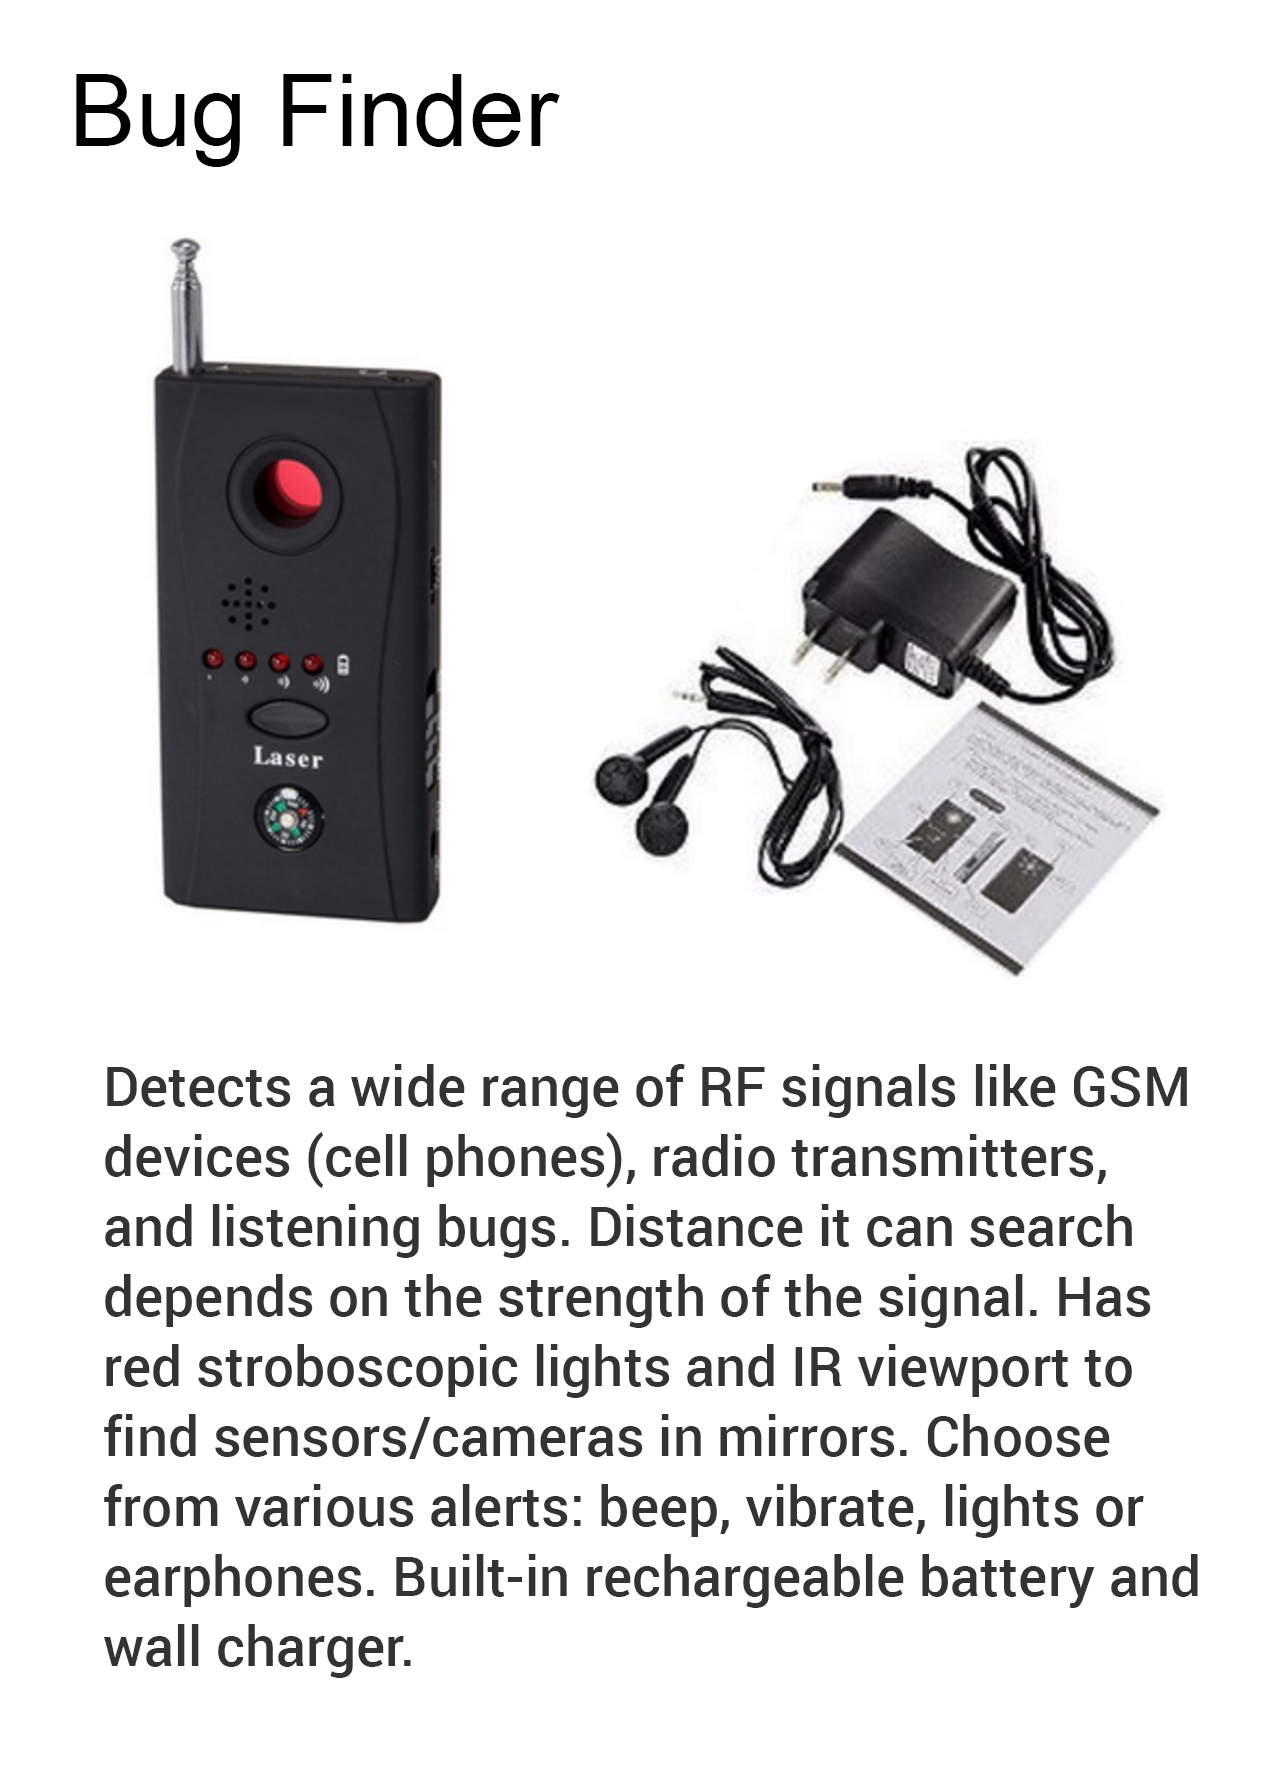 Bug Finder
Laser
Detects a wide range of RF signals like GSM
devices (cell phones), radio transmitters,
and listening bugs. Distance it can search
depends on the strength of the signal. Has
red stroboscopic lights and IR viewport to
find sensors/cameras in mirrors. Choose
from various alerts: beep, vibrate, lights or
earphones. Built-in rechargeable battery and
wall charger.